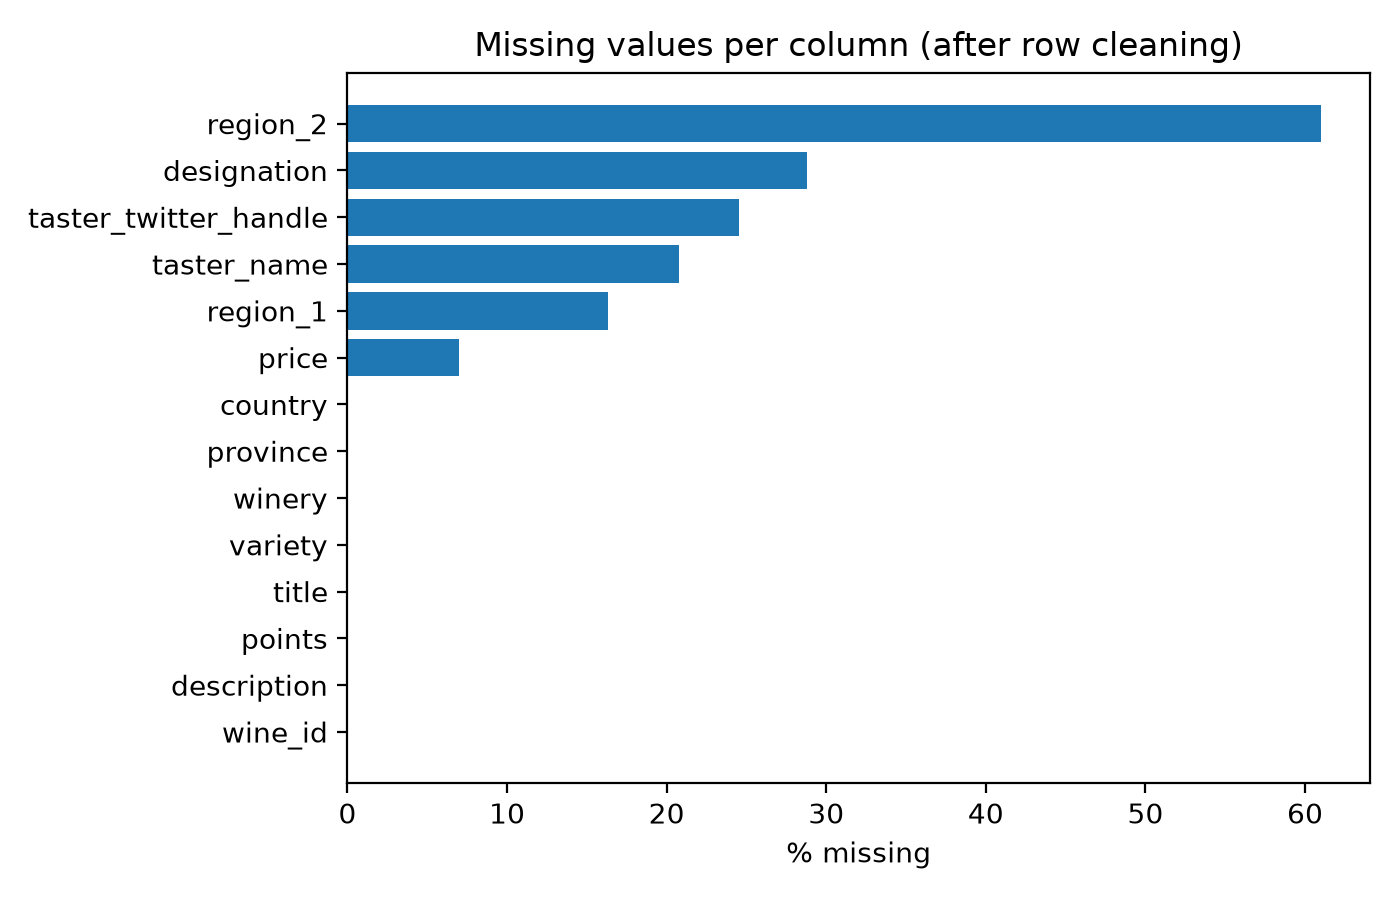 Missing values per column (after row cleaning)
region_2
designation
taster_twitter_handle
taster_name
region_1
price
country
province
winery
variety
title
points
description
wine_id
0 10 20 30 40 50 60
% missing